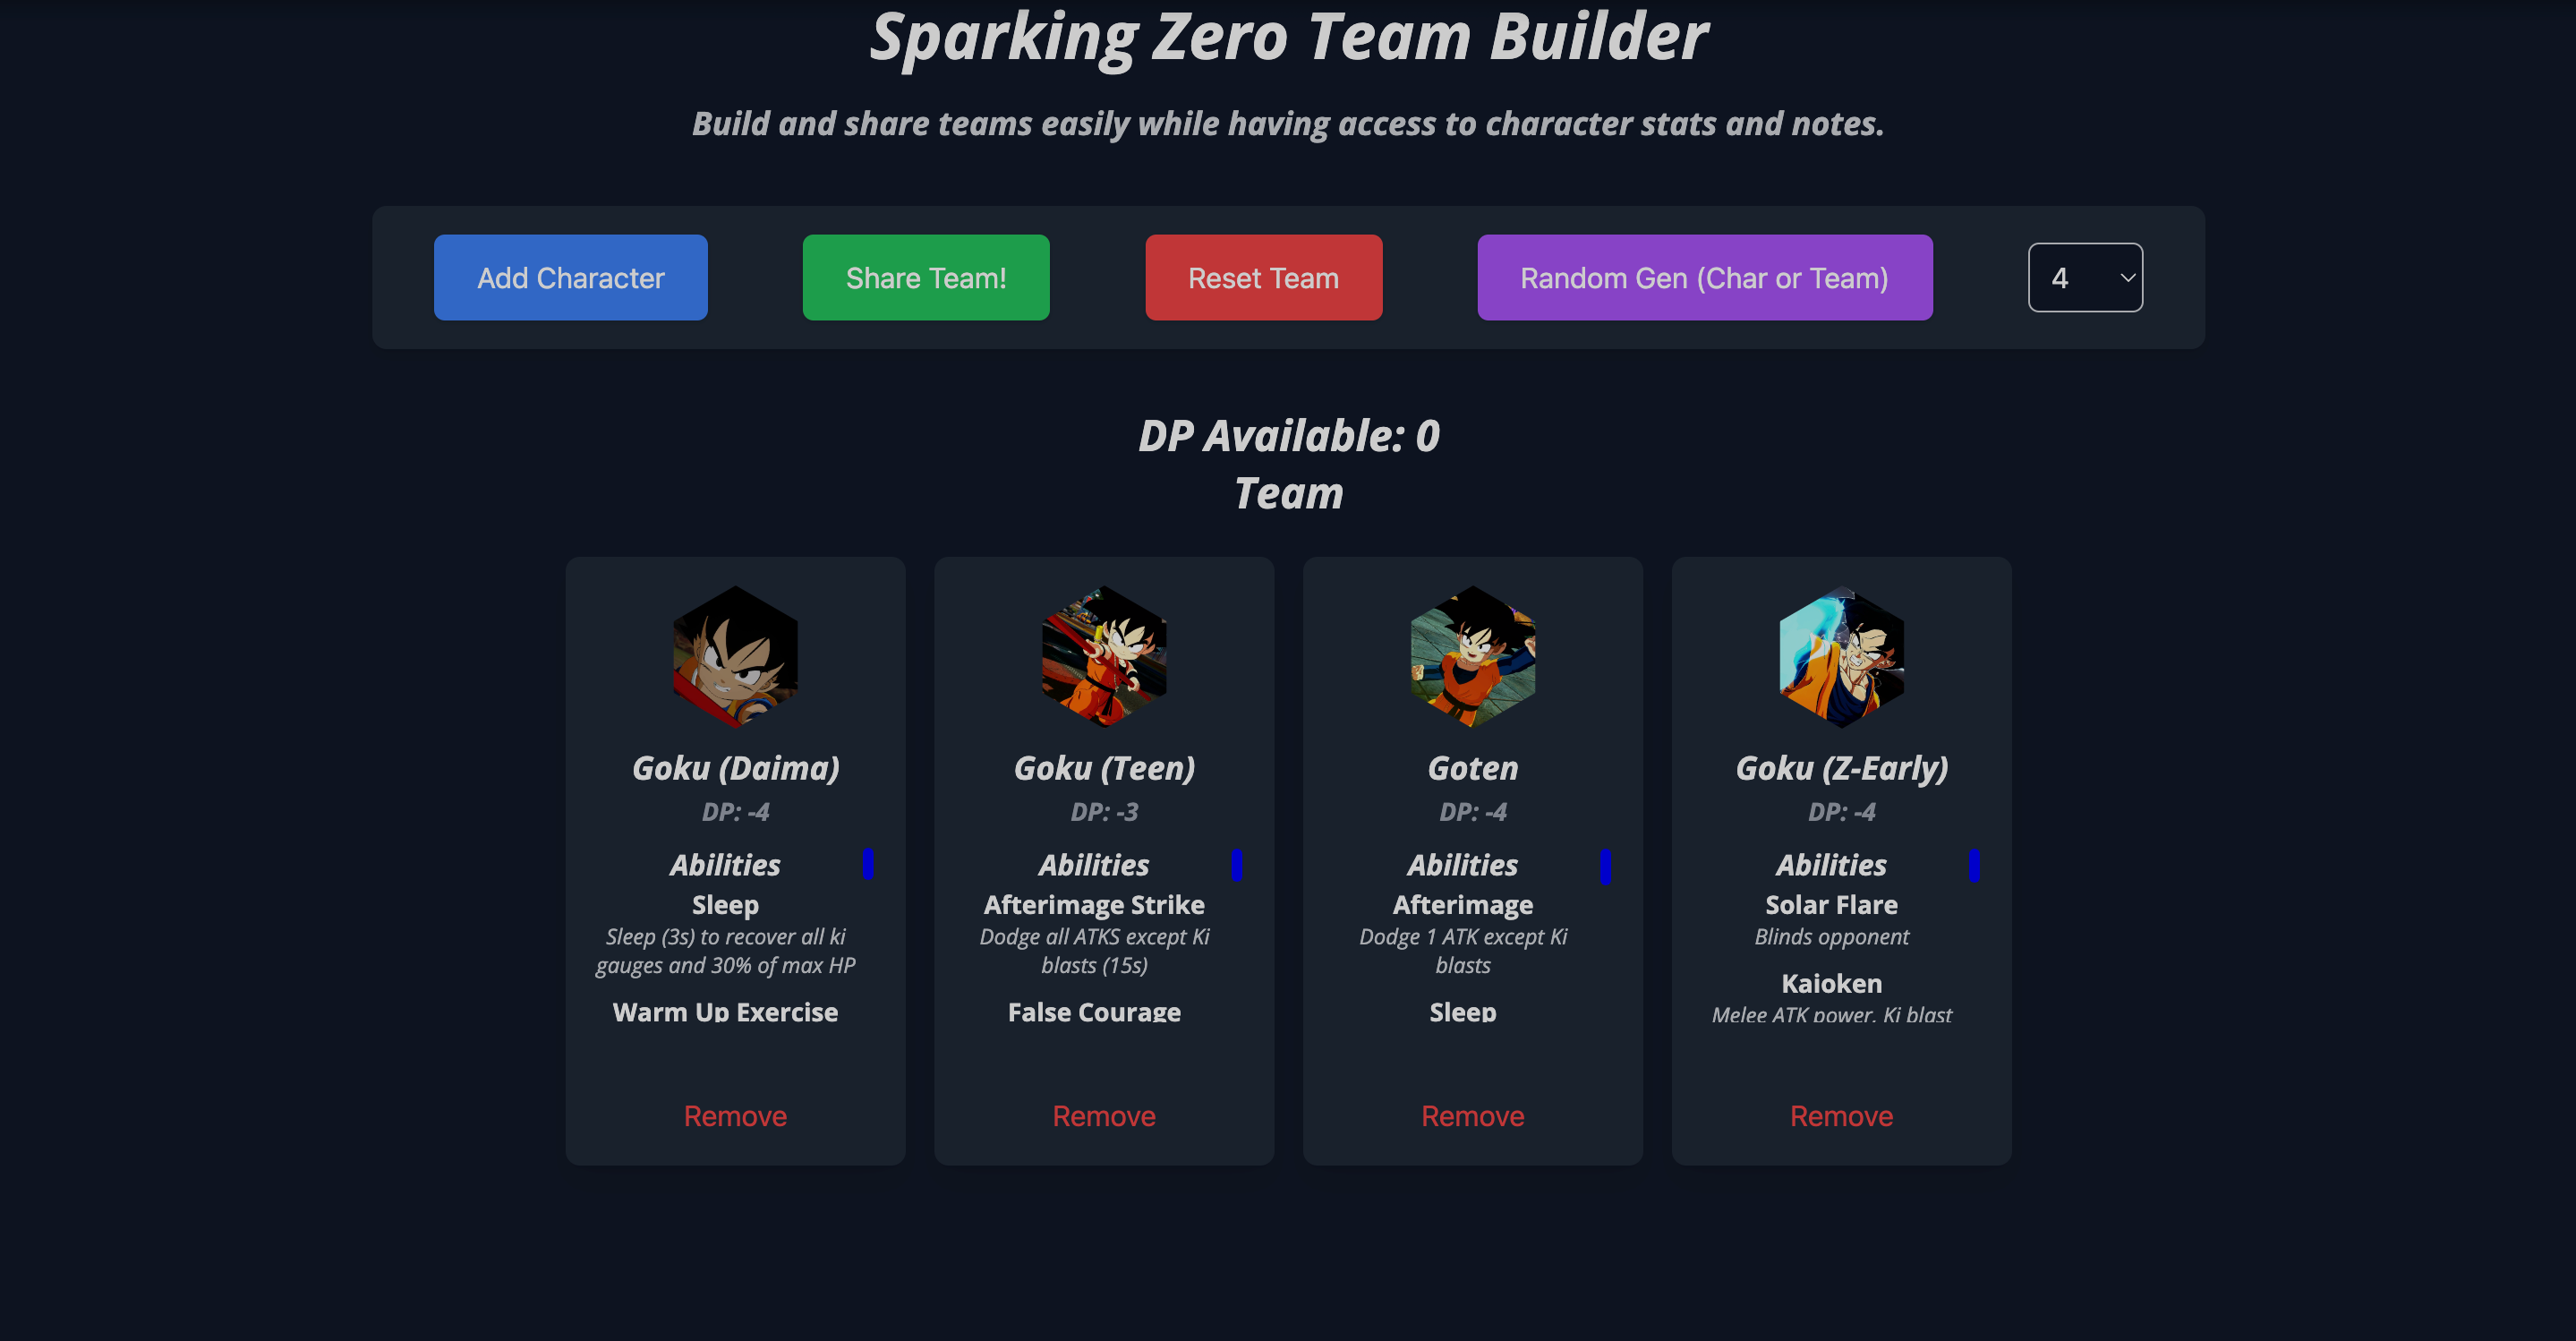 Sparking Zero Team Builder
Build and share teams easily while having access to character stats and notes.
Add Character
Share Team!
Reset Team
Random Gen (Char or Team)
4
DP Available: 0
Team
Goku (Daima)
DP: -4
Abilities
Sleep
Sleep (3s) to recover all ki
gauges and 30% of max HP
Warm Up Exercise
Remove
Goku (Teen)
DP: -3
Abilities
Afterimage Strike
Dodge all ATKS except Ki
blasts (15s)
False Courage
Remove
Goten
DP: -4
Abilities
Afterimage
Dodge 1 ATK except Ki
blasts
Sleep
Remove
Goku (Z-Early)
DP: -4
Abilities
Solar Flare
Blinds opponent
Kaioken
Melee ATK power, Ki blast
Remove